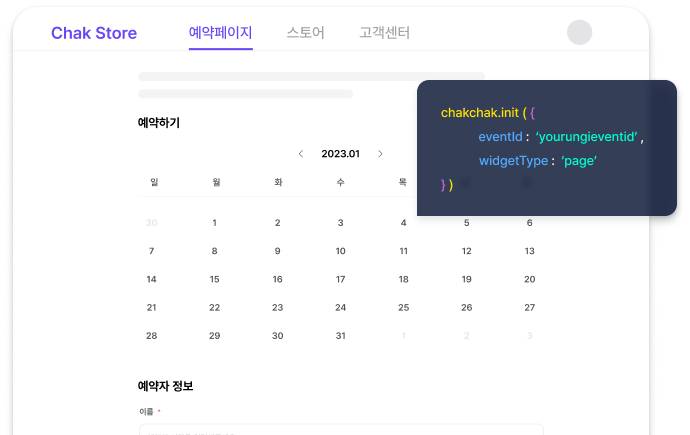 Chak Store 예약페이지 스토어 고객센터
chakchak.init ( {
eventId : ‘yourungieventid’ ,
widgetType : ‘page’
} )
예약하기
< 2023.01 >
일 월 화 수 목
30 1 2 3 4 5 6
7 8 9 10 11 12 13
14 15 16 17 18 19 20
21 22 23 24 25 26 27
28 29 30 31 1 2 3
예약자 정보
이름 *